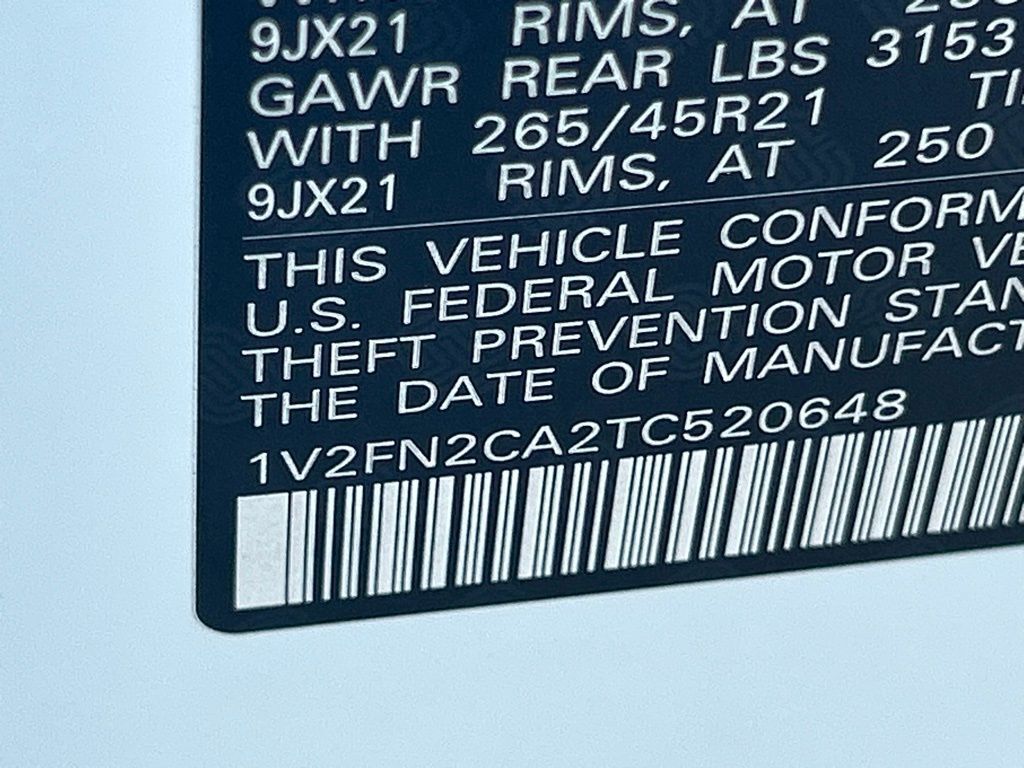 9JX21 RIMS, AT
GAWR REAR LBS 3153
WITH 265/45R21
9JX21 RIMS, AT 250
THIS VEHICLE CONFORM
U.S. FEDERAL MOTOR VE
THEFT PREVENTION STAN
THE DATE OF MANUFACT
1V2FN2CA2TC520648